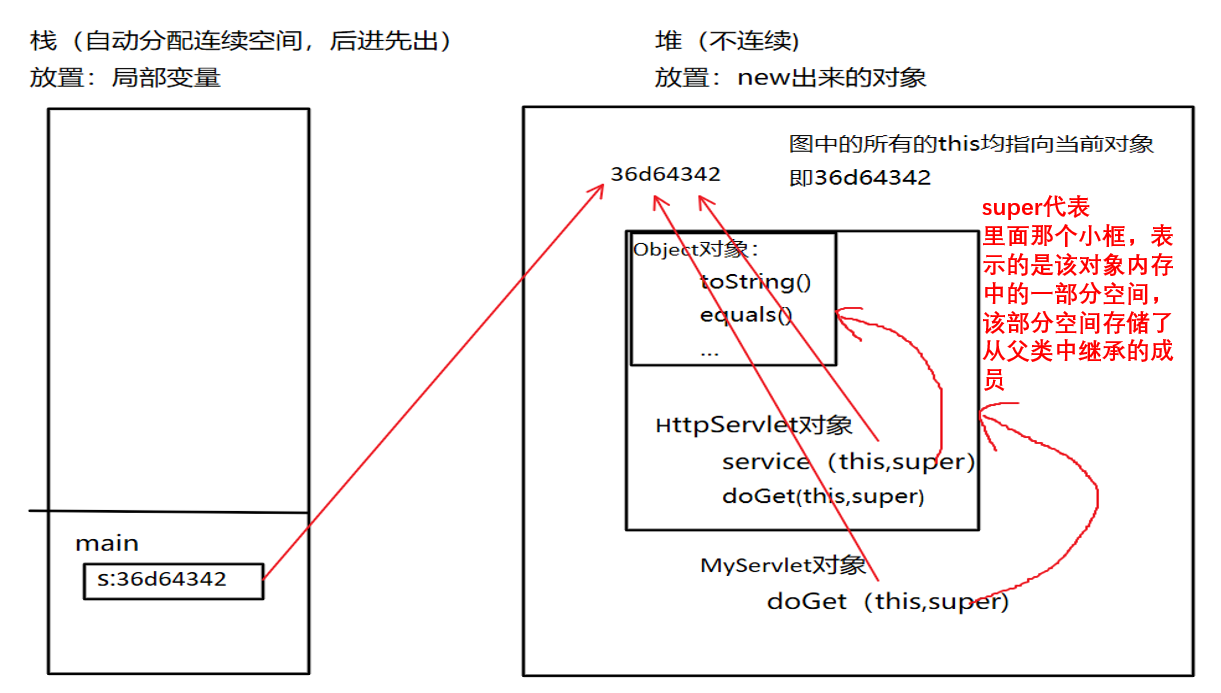 栈（自动分配连续空间，后进先出）
放置：局部变量
堆（不连续)
放置：new出来的对象
图中的所有的this均指向当前对象
即36d64342
36d64342
super代表
里面那个小框，表
示的是该对象内存
中的一部分空间，
该部分空间存储了
从父类中继承的成
员
Object对象：
toString()
equals()
...
HttpServlet对象
service（this,super）
doGet(this,super)
main
s:36d64342
MyServlet对象
doGet（this,super)